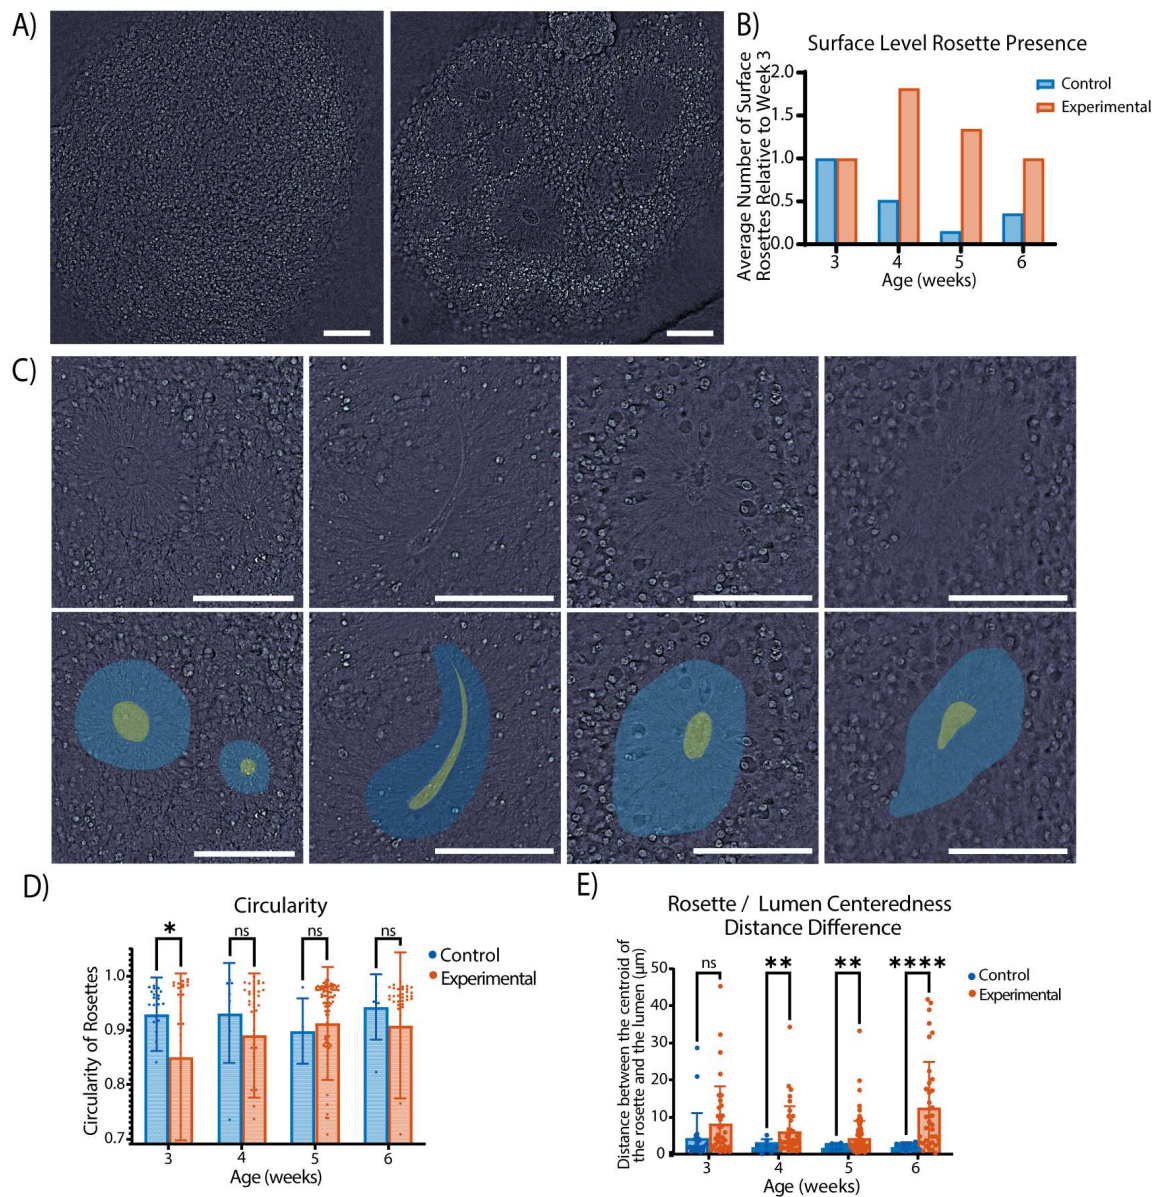 A)
B)
Surface Level Rosette Presence
Average Number of Surface
Rosettes Relative to Week 3
2.0
1.5
1.0
0.5
0.0
3 4 5 6
Age (weeks)
Control
Experimental
C)
D)
Circularity
* ns ns ns
Circularity of Rosettes
1.0
0.9
0.8
0.7
3 4 5 6
Age (weeks)
Control
Experimental
E)
Rosette / Lumen Centeredness
Distance Difference
ns ** ** ****
Distance between the centroid of
the rosette and the lumen (µm)
50
40
30
20
10
0
3 4 5 6
Age (weeks)
Control
Experimental